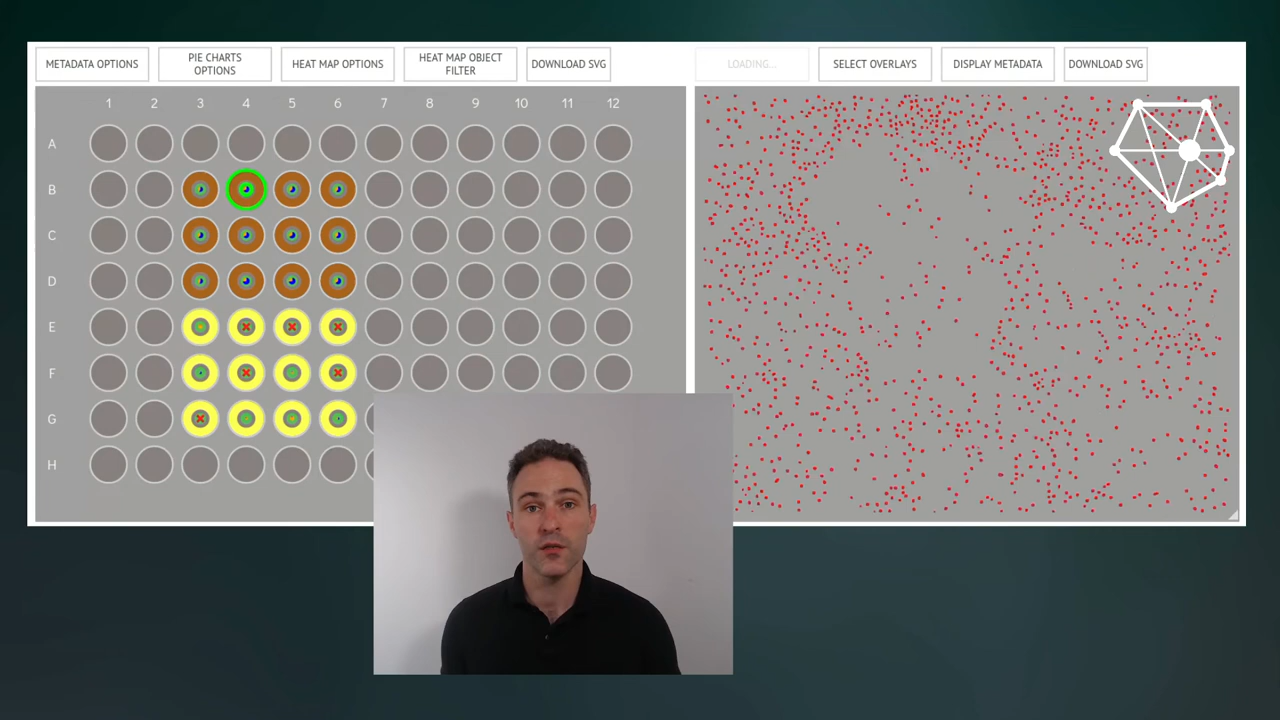 METADATA OPTIONS
PIE CHARTS
OPTIONS
HEAT MAP OPTIONS
HEAT MAP OBJECT
FILTER
DOWNLOAD SVG
LOADING...
SELECT OVERLAYS
DISPLAY METADATA
DOWNLOAD SVG
1 2 3 4 5 6 7 8 9 10 11 12
A
B
C
D
E
F
G
H